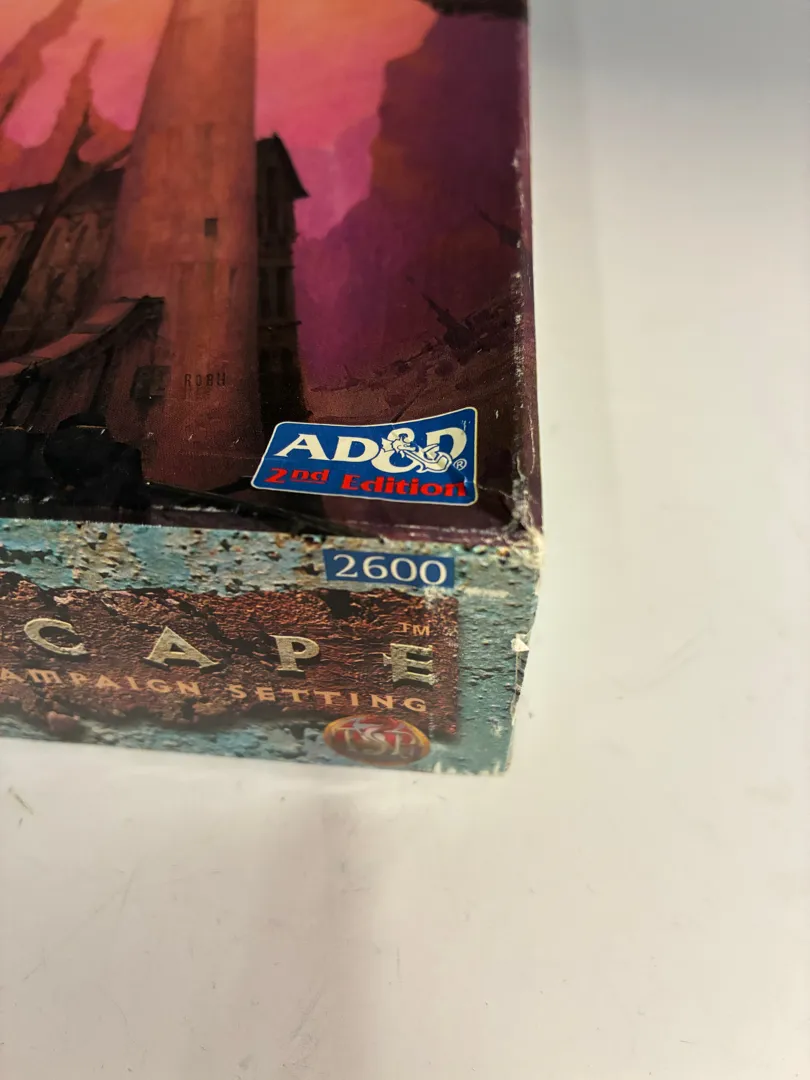 ROBH
AD&D®
2nd Edition
2600
CAPE™
AMPAIGN SETTING
TSR